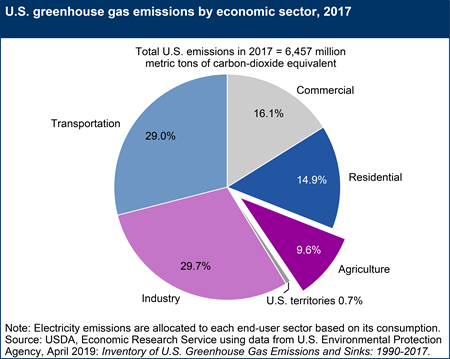 U.S. greenhouse gas emissions by economic sector, 2017
Total U.S. emissions in 2017 = 6,457 million
metric tons of carbon-dioxide equivalent
Commercial
16.1%
Transportation
29.0%
Residential
14.9%
9.6%
Agriculture
29.7%
Industry
U.S. territories 0.7%
Note: Electricity emissions are allocated to each end-user sector based on its consumption.
Source: USDA, Economic Research Service using data from U.S. Environmental Protection
Agency, April 2019: Inventory of U.S. Greenhouse Gas Emissions and Sinks: 1990-2017.